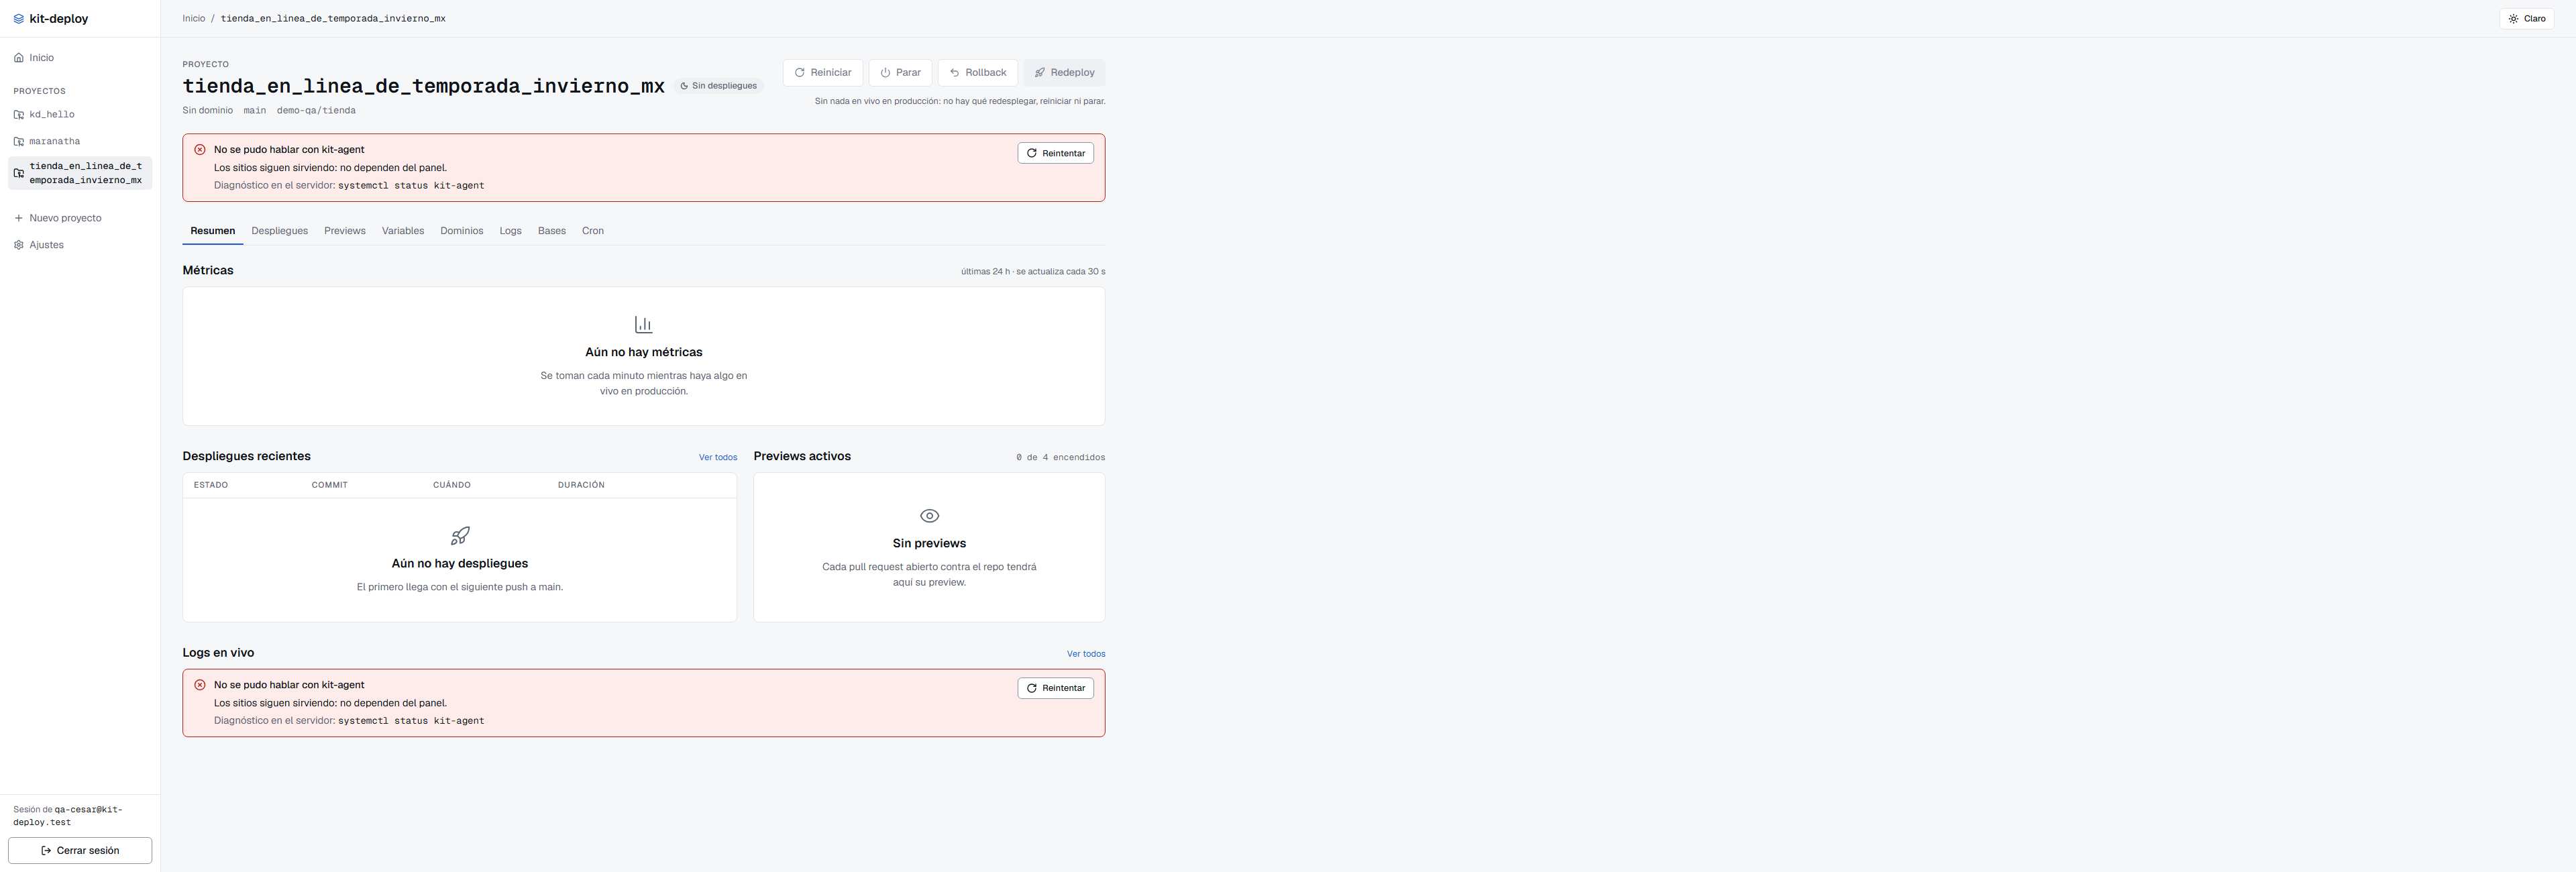 kit-deploy
Inicio / tienda_en_linea_de_temporada_invierno_mx
Claro
Inicio
PROYECTOS
kd_hello
maranatha
tienda_en_linea_de_t
emporada_invierno_mx
Nuevo proyecto
Ajustes
Sesión de qa-cesar@kit-
deploy.test
Cerrar sesión
PROYECTO
tienda_en_linea_de_temporada_invierno_mx Sin despliegues
Sin dominio main demo-qa/tienda
Reiniciar Parar Rollback Redeploy
Sin nada en vivo en producción: no hay qué redesplegar, reiniciar ni parar.
No se pudo hablar con kit-agent
Los sitios siguen sirviendo: no dependen del panel.
Diagnóstico en el servidor: systemctl status kit-agent
Reintentar
Resumen Despliegues Previews Variables Dominios Logs Bases Cron
Métricas
últimas 24 h · se actualiza cada 30 s
Aún no hay métricas
Se toman cada minuto mientras haya algo en
vivo en producción.
Despliegues recientes
Ver todos
ESTADO COMMIT CUÁNDO DURACIÓN
Aún no hay despliegues
El primero llega con el siguiente push a main.
Previews activos
0 de 4 encendidos
Sin previews
Cada pull request abierto contra el repo tendrá
aquí su preview.
Logs en vivo
Ver todos
No se pudo hablar con kit-agent
Los sitios siguen sirviendo: no dependen del panel.
Diagnóstico en el servidor: systemctl status kit-agent
Reintentar